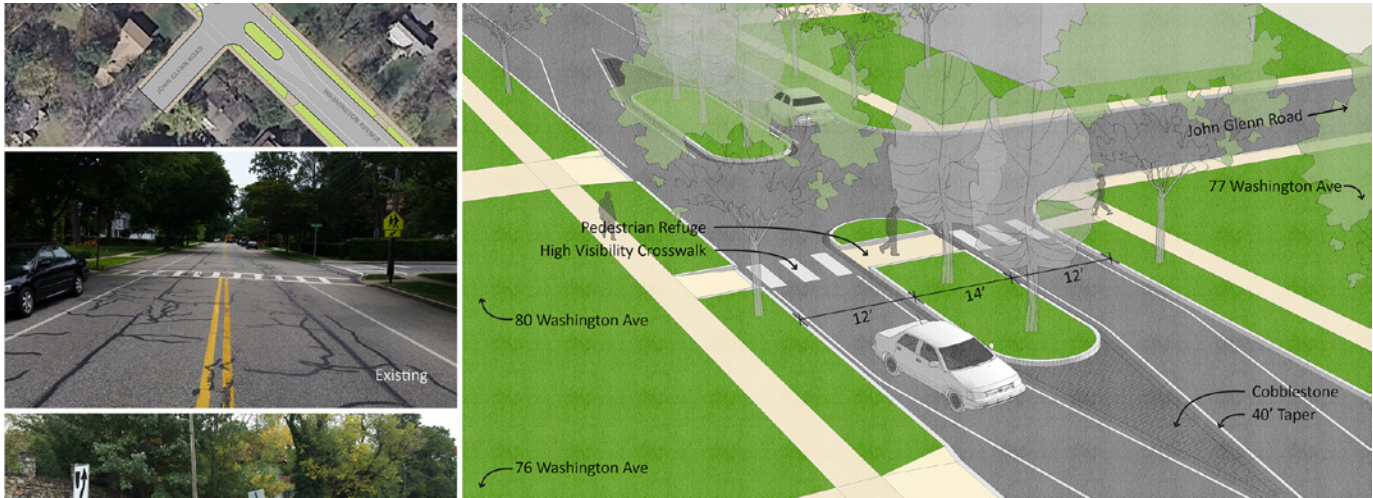 JOHN GLENN ROAD
WASHINGTON AVENUE
Existing
John Glenn Road
77 Washington Ave
Pedestrian Refuge
High Visibility Crosswalk
12'
14'
12'
80 Washington Ave
Cobblestone
40' Taper
76 Washington Ave